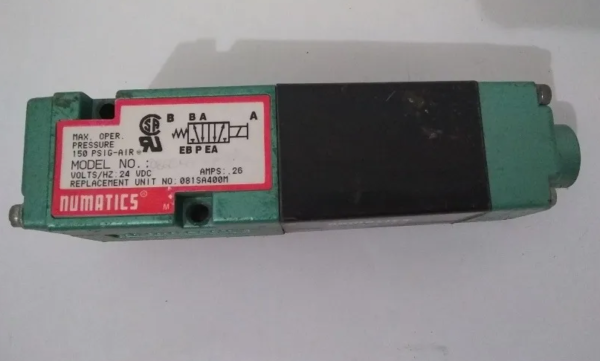 B BA A
EB P EA
MAX. OPER.
PRESSURE
150 PSIG-AIR
MODEL NO.:
VOLTS/HZ: 24 VDC AMPS: .26
REPLACEMENT UNIT NO: 081SA400M
NUMATICS®
M